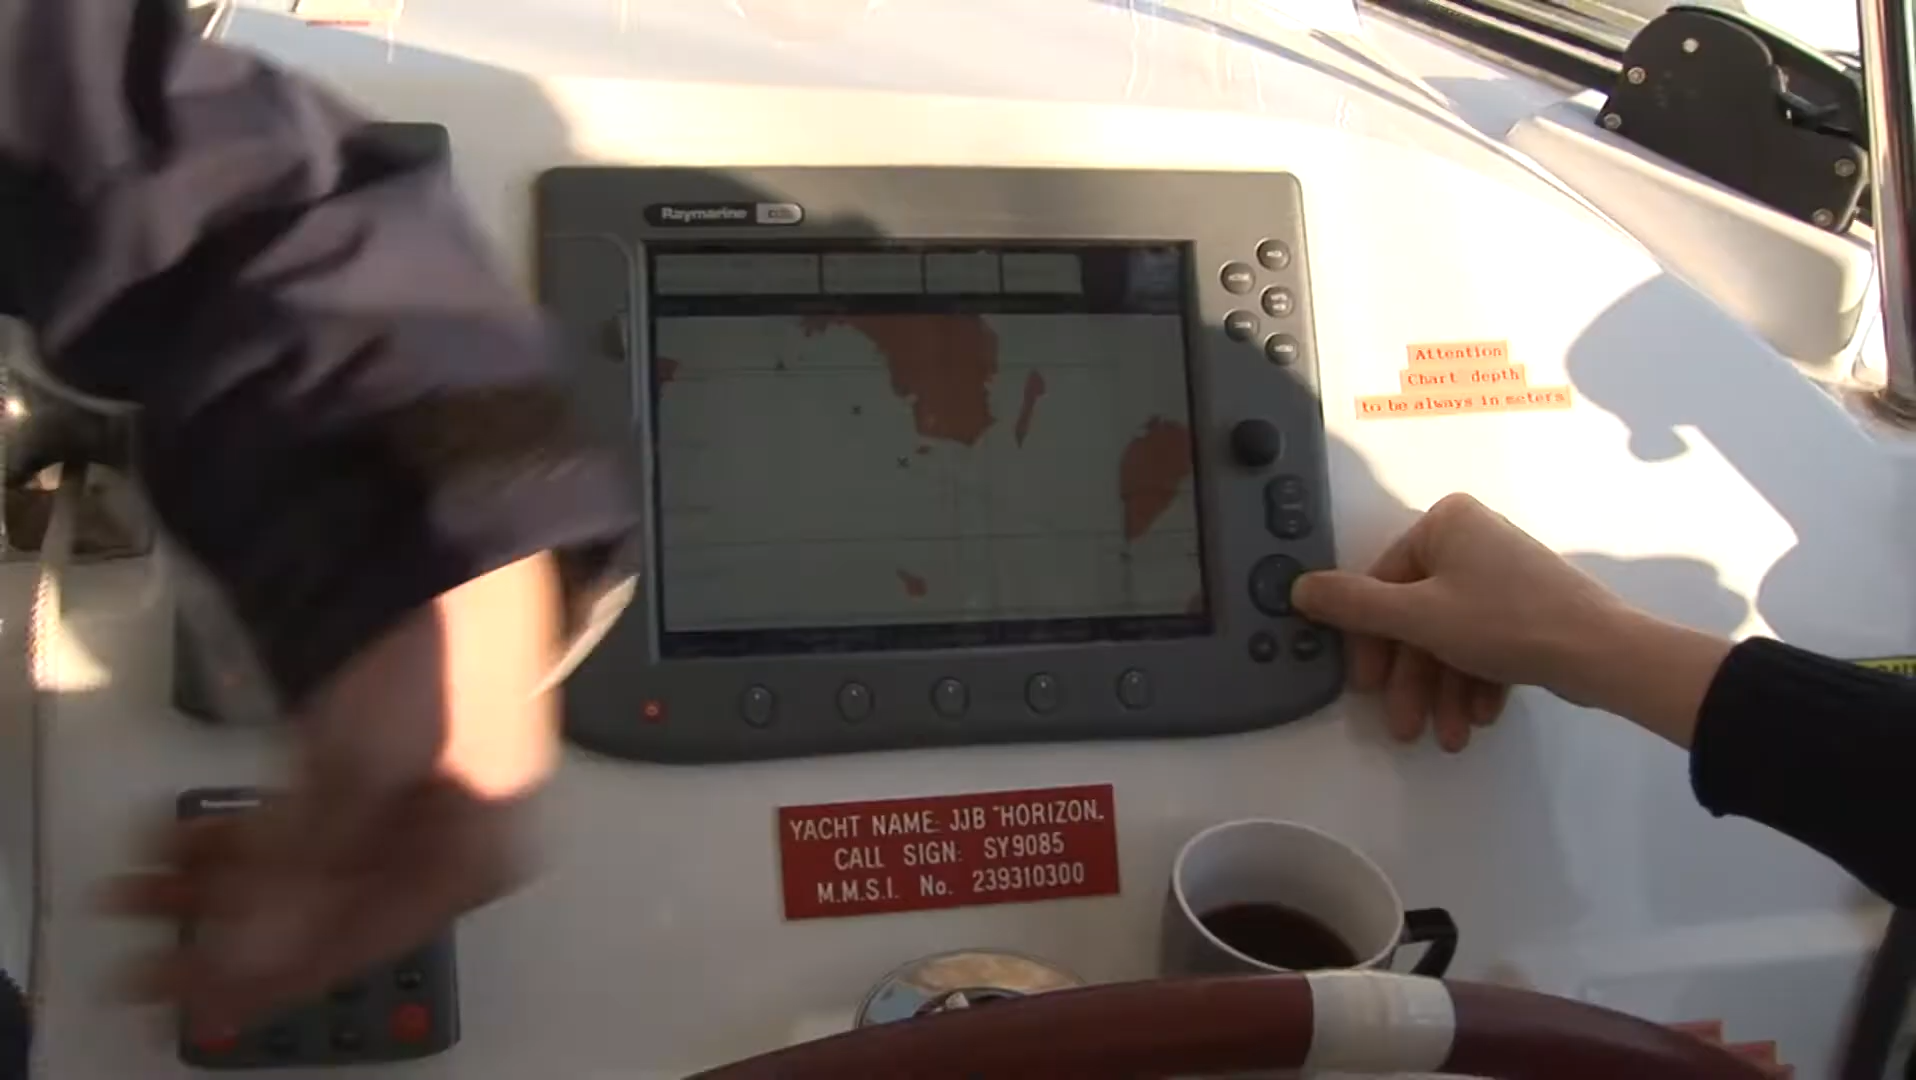 Raymarine
Attention
Chart depth
to be always in meters
YACHT NAME: JJB "HORIZON"
CALL SIGN: SY9085
M.M.S.I. No. 239310300